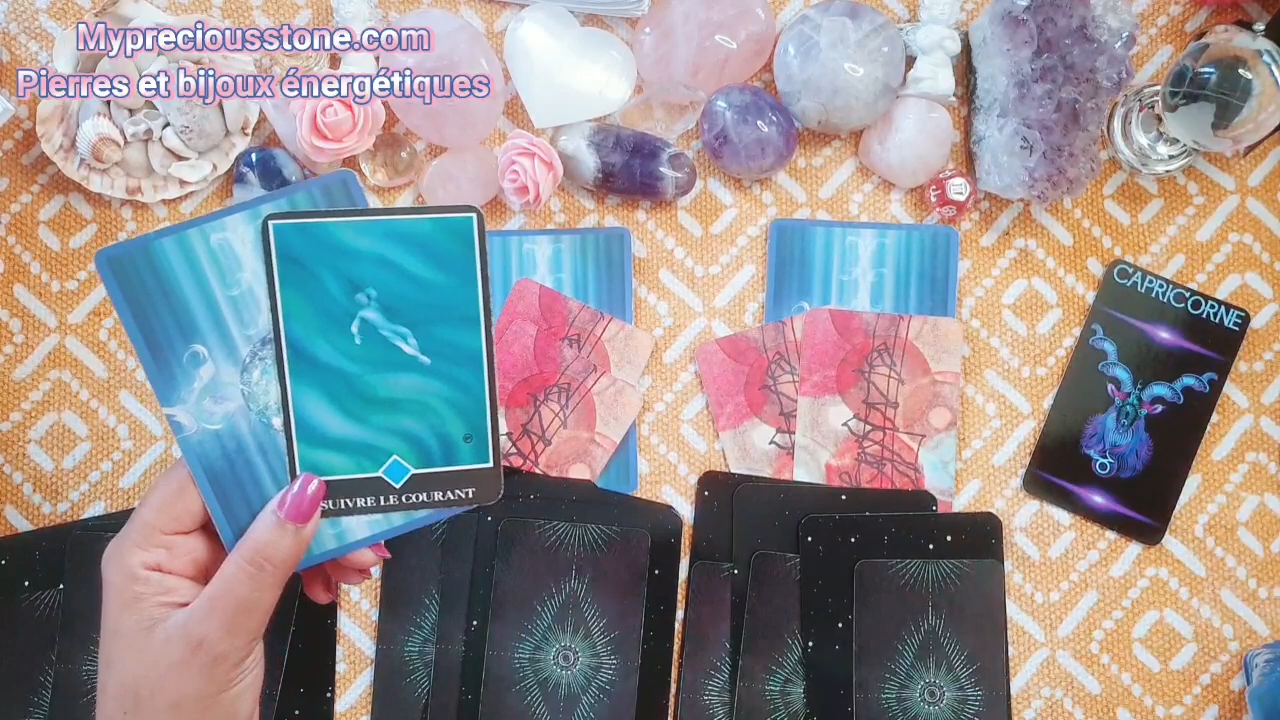 Mypreciousstone.com
Pierres et bijoux énergétiques
CAPRICORNE
SUIVRE LE COURANT